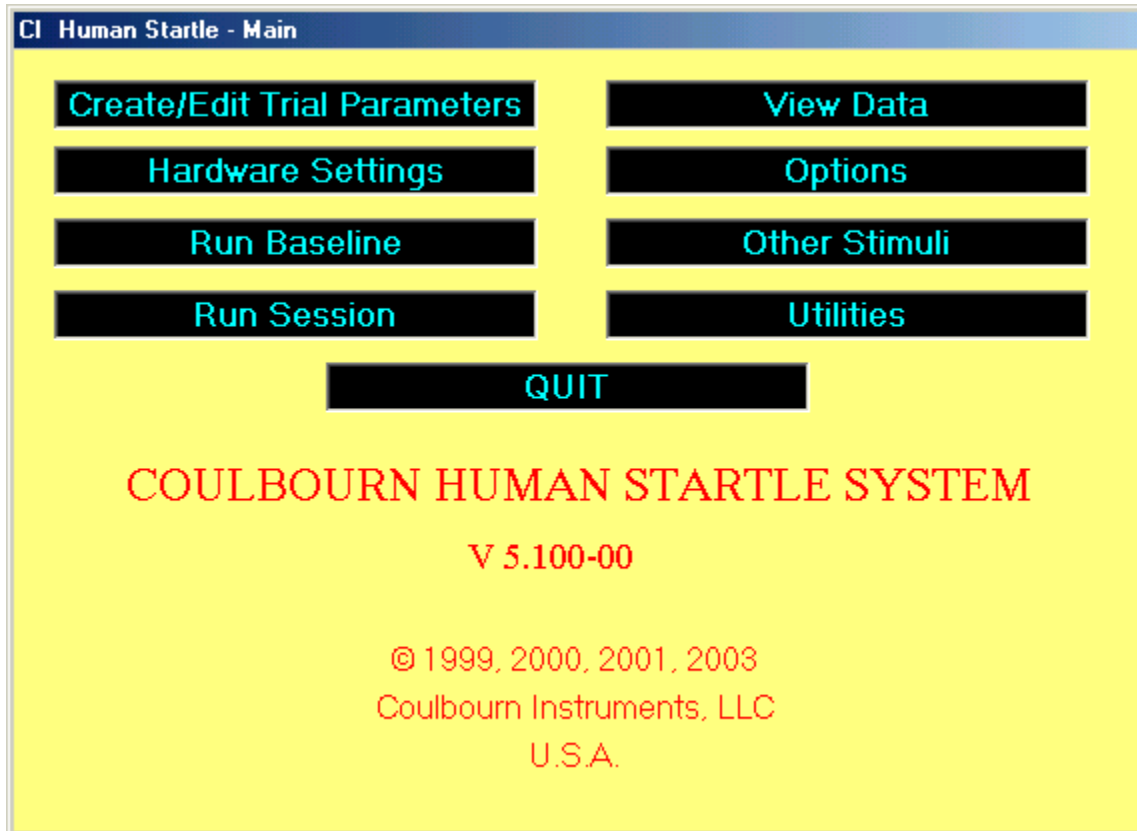 CI Human Startle - Main
Create/Edit Trial Parameters
View Data
Hardware Settings
Options
Run Baseline
Other Stimuli
Run Session
Utilities
QUIT
COULBOURN HUMAN STARTLE SYSTEM
V 5.100-00
© 1999, 2000, 2001, 2003
Coulbourn Instruments, LLC
U.S.A.